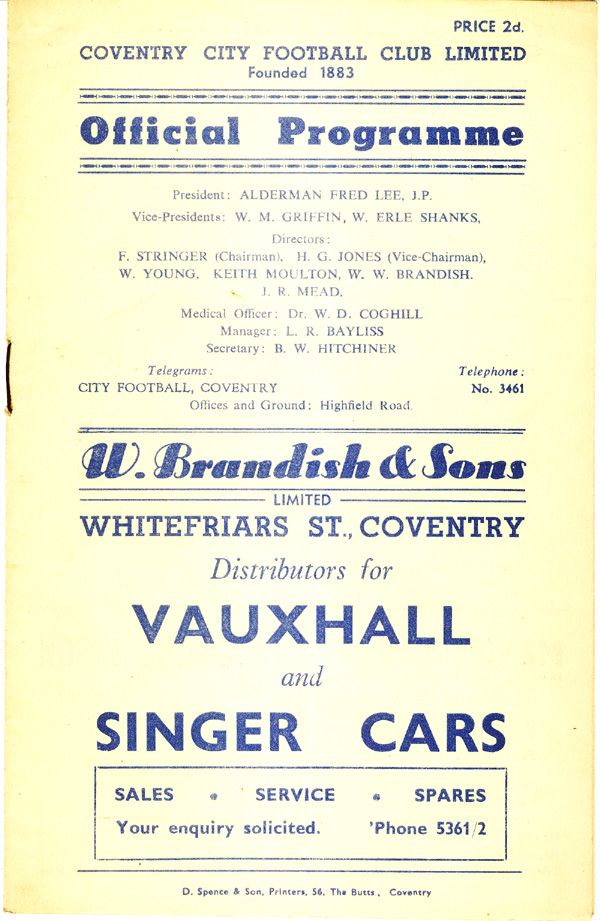 PRICE 2d.
COVENTRY CITY FOOTBALL CLUB LIMITED
Founded 1883
Official Programme
President: ALDERMAN FRED LEE, J.P.
Vice-Presidents: W. M. GRIFFIN, W. ERLE SHANKS,
Directors:
F. STRINGER (Chairman), H. G. JONES (Vice-Chairman),
W. YOUNG, KEITH MOULTON, W. W. BRANDISH.
J. R. MEAD,
Medical Officer: Dr. W. D. COGHILL
Manager: L. R. BAYLISS
Secretary: B. W. HITCHINER
Telegrams: Telephone:
CITY FOOTBALL, COVENTRY No. 3461
Offices and Ground: Highfield Road.
W. Brandish & Sons
LIMITED
WHITEFRIARS ST., COVENTRY
Distributors for
VAUXHALL
and
SINGER CARS
SALES • SERVICE • SPARES
Your enquiry solicited. 'Phone 5361/2
D. Spence & Son, Printers, 56, The Butts, Coventry